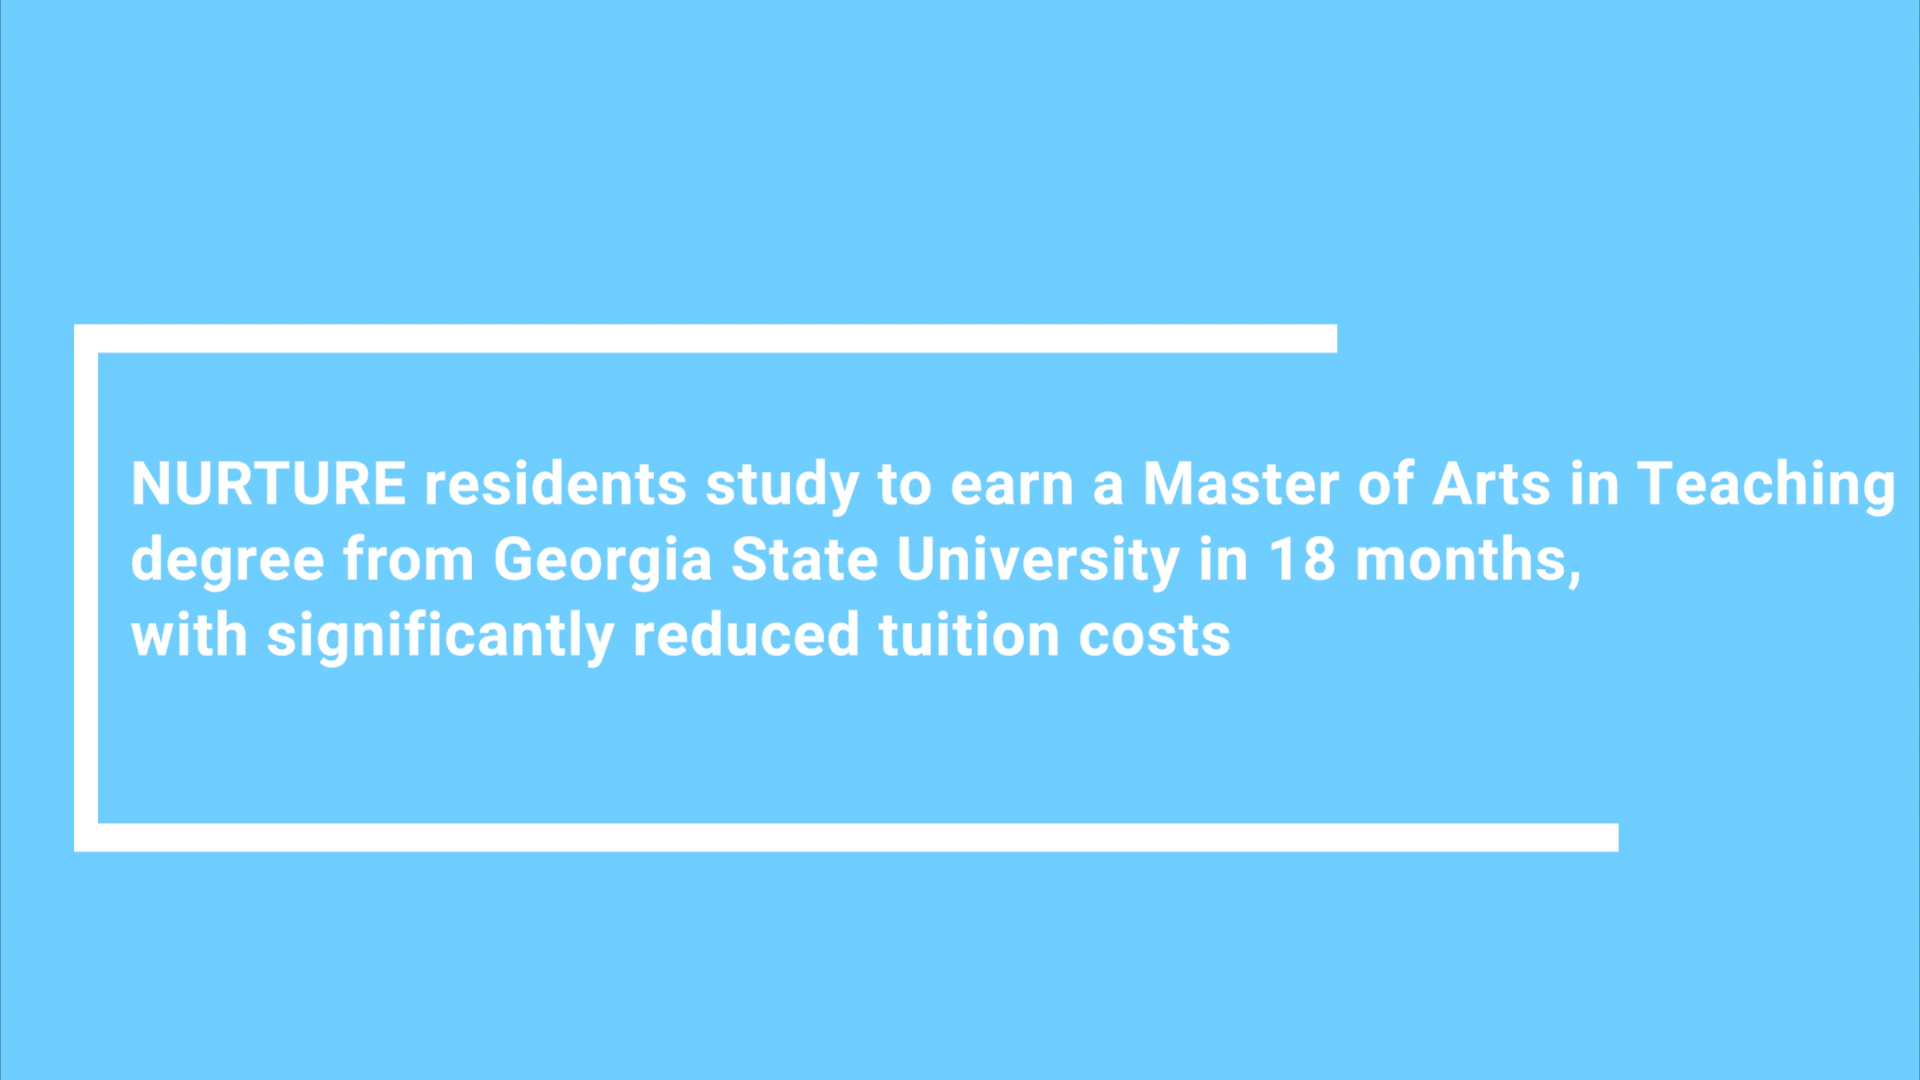 NURTURE residents study to earn a Master of Arts in Teaching
degree from Georgia State University in 18 months,
with significantly reduced tuition costs